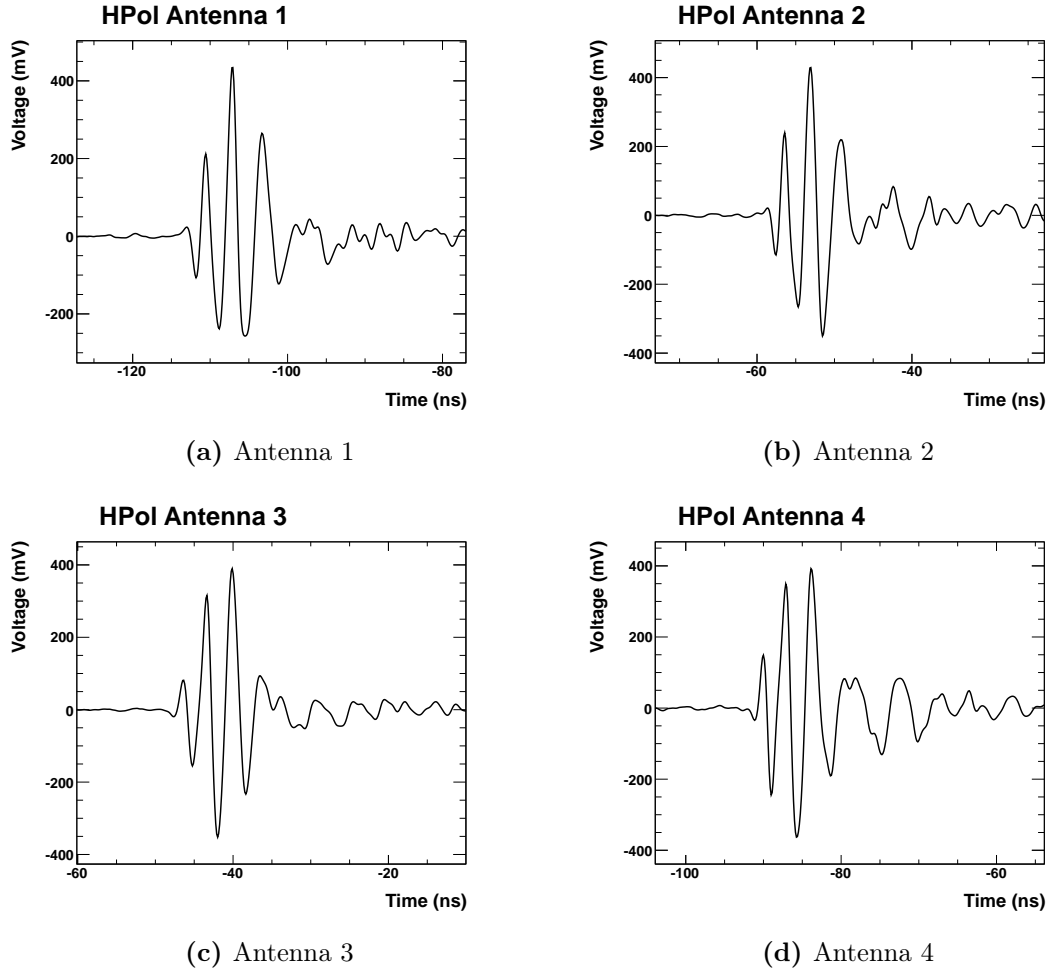 HPol Antenna 1
Voltage (mV)
400
200
0
-200
-120
-100
-80
Time (ns)
(a) Antenna 1
HPol Antenna 2
Voltage (mV)
400
200
0
-200
-400
-60
-40
Time (ns)
(b) Antenna 2
HPol Antenna 3
Voltage (mV)
400
200
0
-200
-400
-60
-40
-20
Time (ns)
(c) Antenna 3
HPol Antenna 4
Voltage (mV)
400
200
0
-200
-400
-100
-80
-60
Time (ns)
(d) Antenna 4